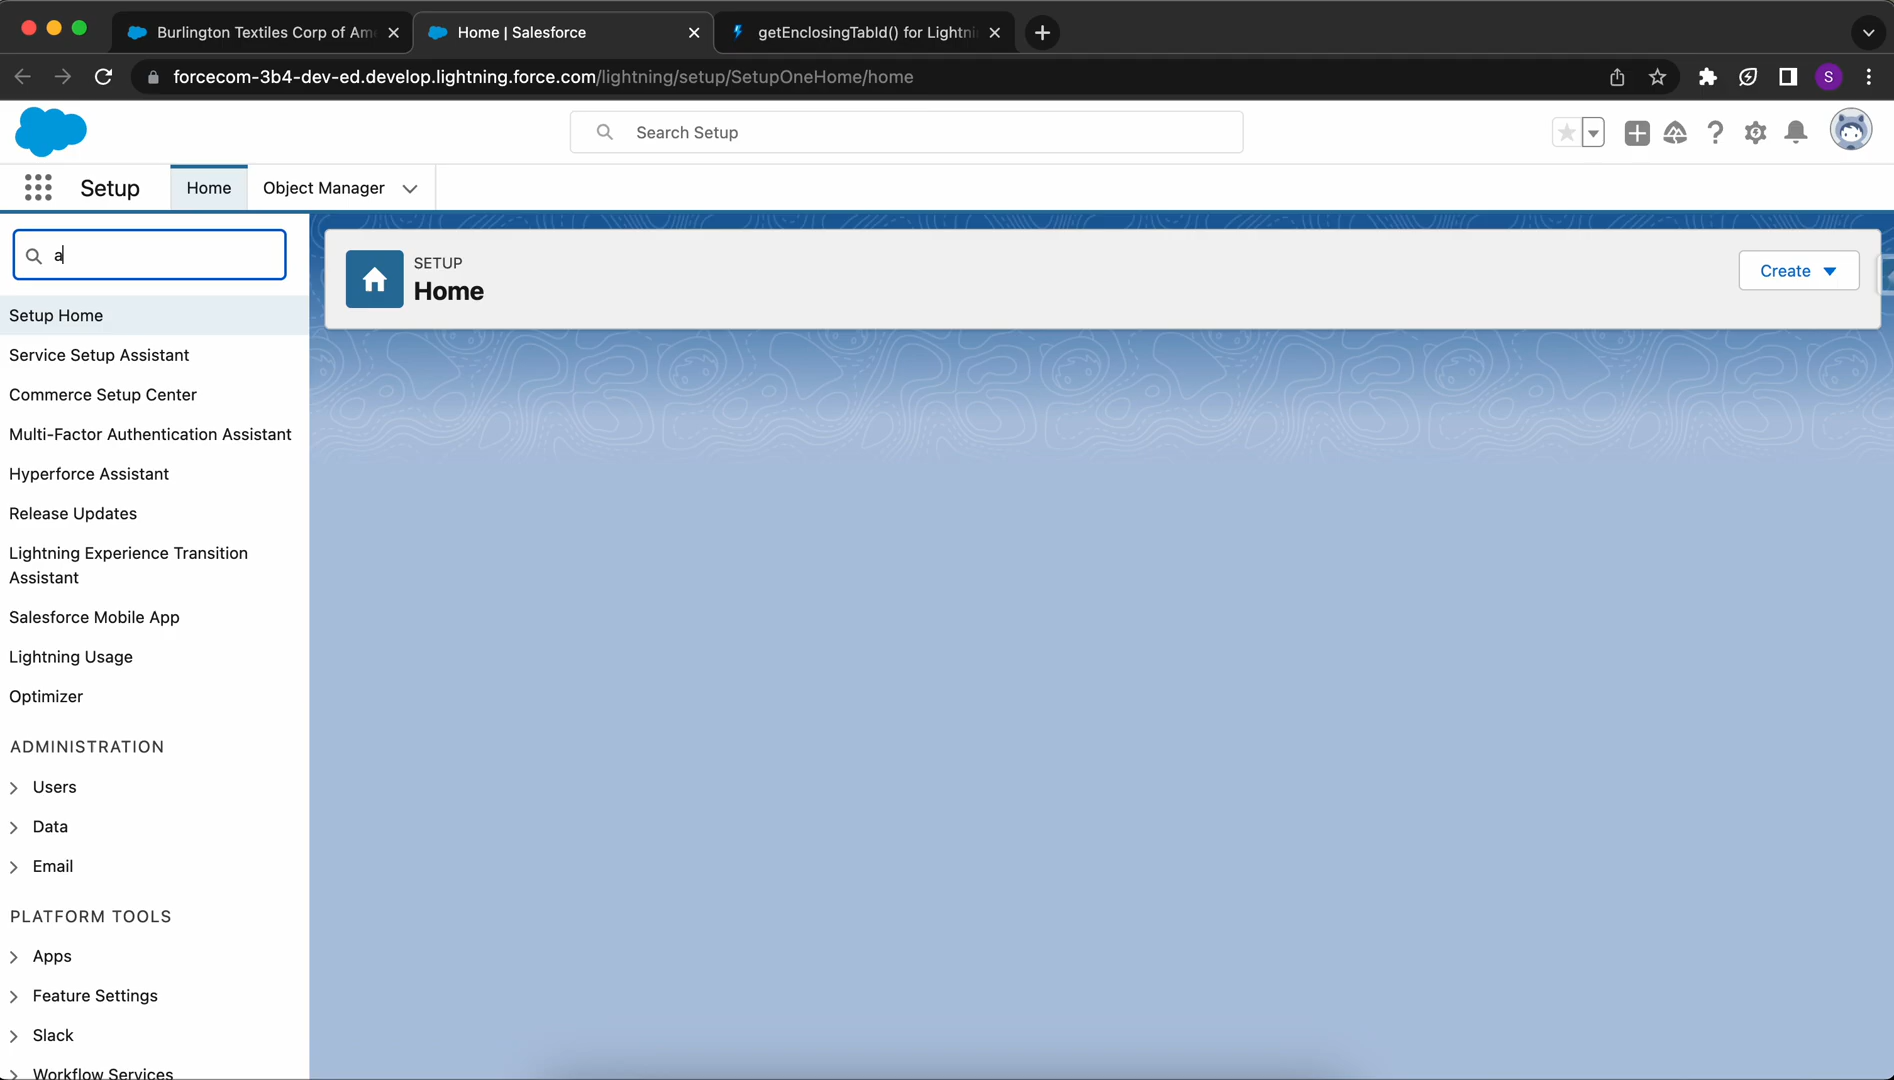 Burlington Textiles Corp of Am
Home | Salesforce
getEnclosingTabId() for Lightni
forcecom-3b4-dev-ed.develop.lightning.force.com/lightning/setup/SetupOneHome/home
S
Search Setup
Setup
Home
Object Manager
a
SETUP
Home
Create
Setup Home
Service Setup Assistant
Commerce Setup Center
Multi-Factor Authentication Assistant
Hyperforce Assistant
Release Updates
Lightning Experience Transition
Assistant
Salesforce Mobile App
Lightning Usage
Optimizer
ADMINISTRATION
Users
Data
Email
PLATFORM TOOLS
Apps
Feature Settings
Slack
Workflow Services